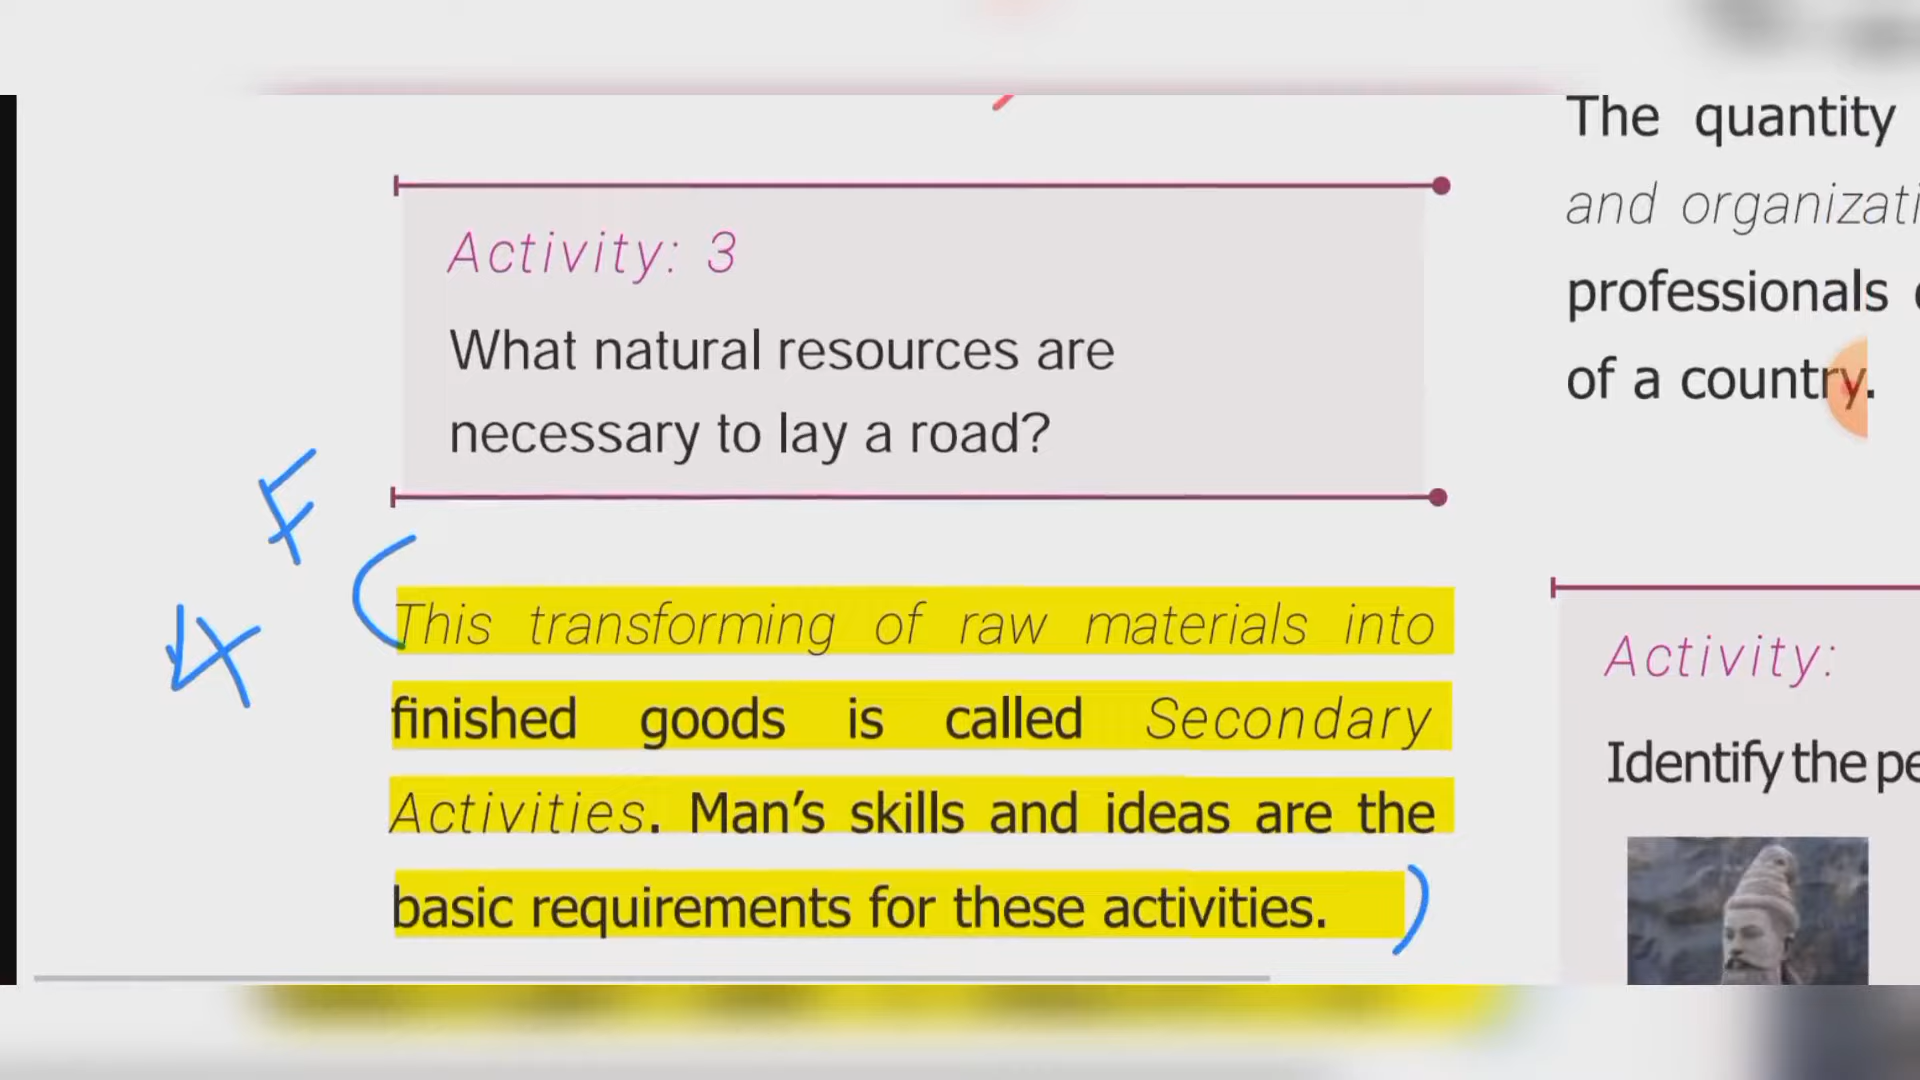 Activity: 3
What natural resources are
necessary to lay a road?
F
4
This transforming of raw materials into
finished goods is called Secondary
Activities. Man's skills and ideas are the
basic requirements for these activities.
The quantity
and
professionals
of a country.
Activity:
Identify the